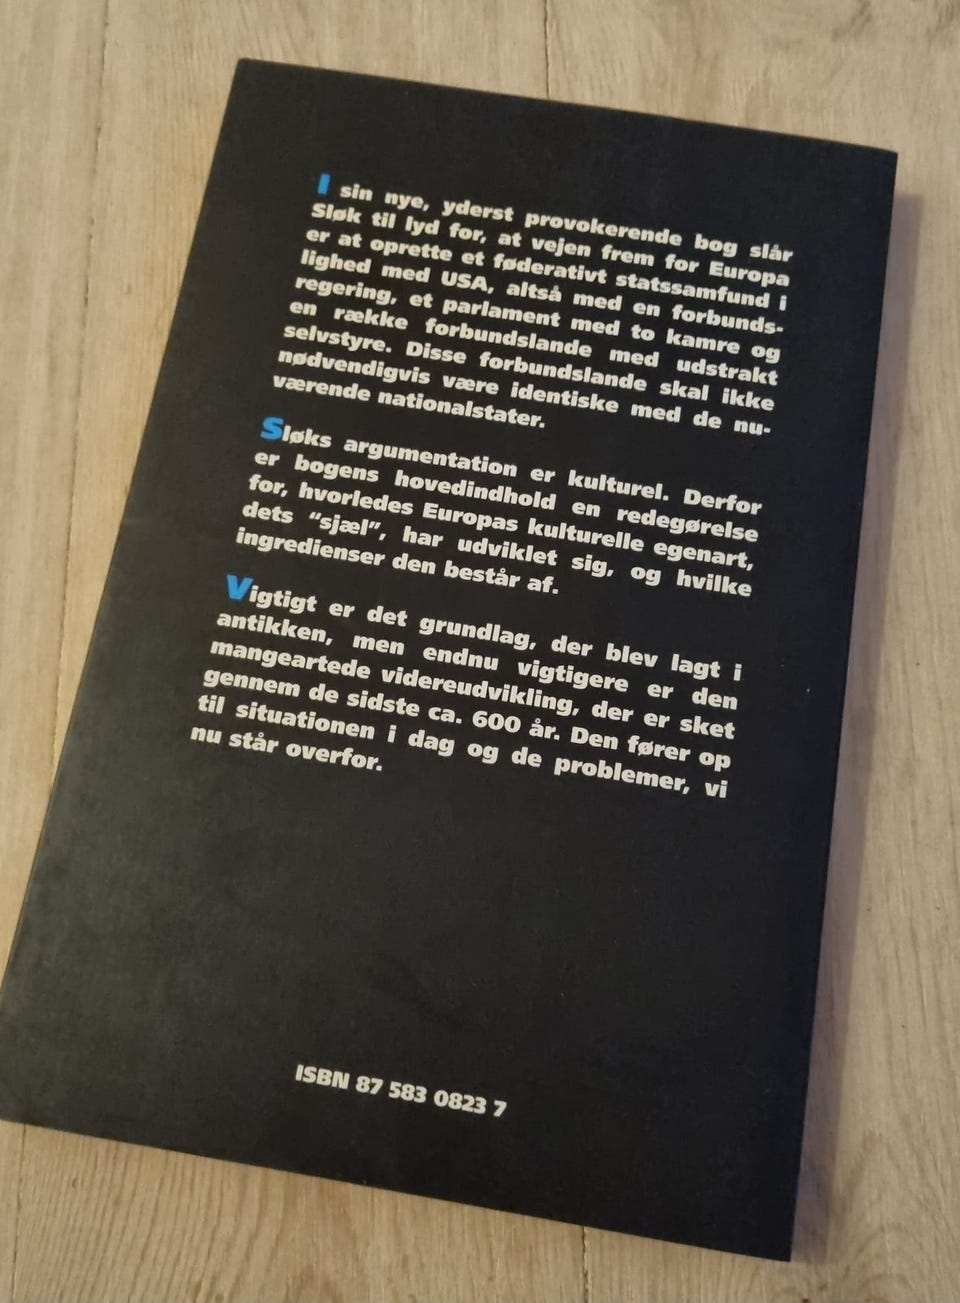 I sin nye, yderst provokerende bog slår
Sløk til lyd for, at vejen frem for Europa
er at oprette et føderativt statssamfund i
lighed med USA, altså med en forbunds-
regering, et parlament med to kamre og
en række forbundslande med udstrakt
selvstyre. Disse forbundslande skal ikke
nødvendigvis være identiske med de nu-
værende nationalstater.
Sløks argumentation er kulturel. Derfor
er bogens hovedindhold en redegørelse
for, hvorledes Europas kulturelle egenart,
dets "sjæl", har udviklet sig, og hvilke
ingredienser den består af.
Vigtigt er det grundlag, der blev lagt i
antikken, men endnu vigtigere er den
mangeartede videreudvikling, der er sket
gennem de sidste ca. 600 år. Den fører op
til situationen i dag og de problemer, vi
nu står overfor.
ISBN 87 583 0823 7